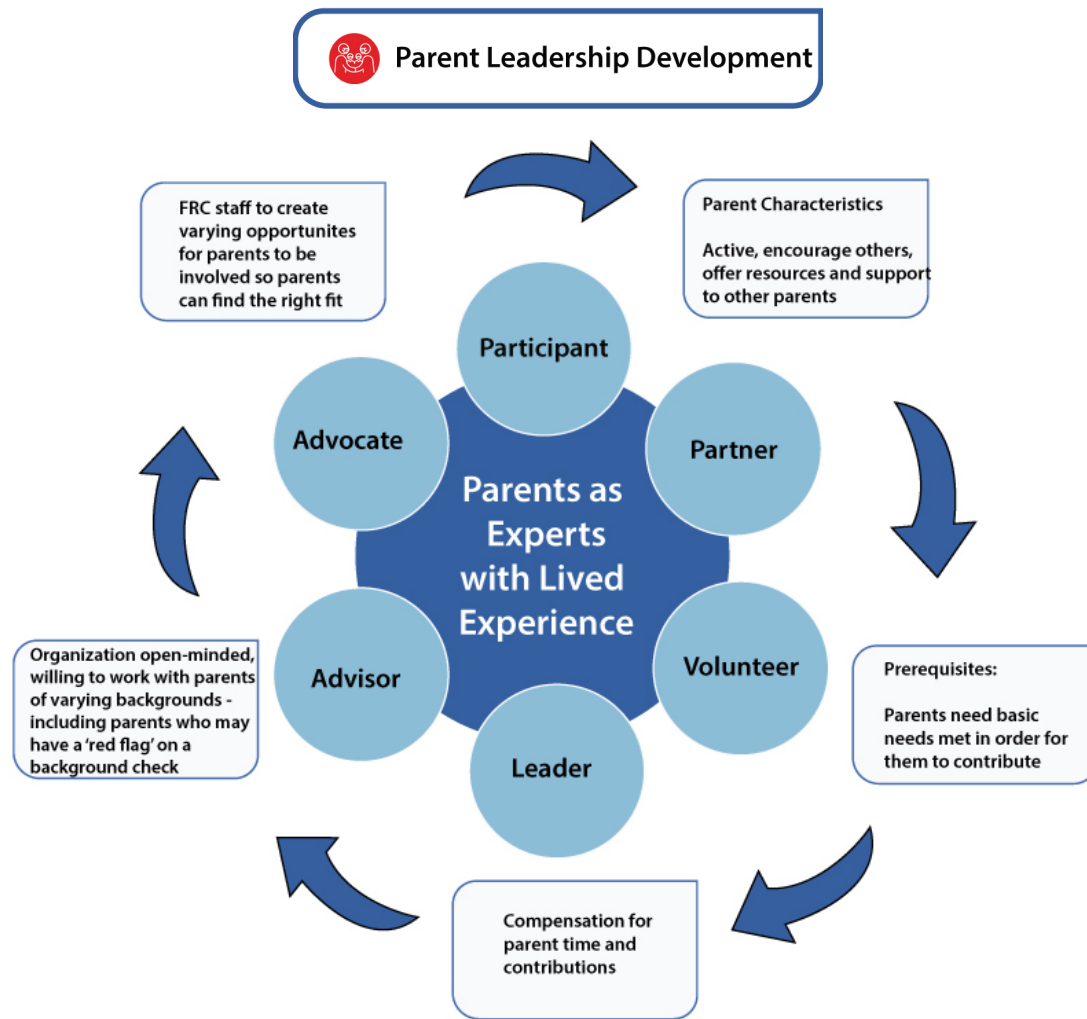 Parent Leadership Development
FRC staff to create
varying opportunites
for parents to be
involved so parents
can find the right fit
Parent Characteristics
Active, encourage others,
offer resources and support
to other parents
Participant
Advocate
Partner
Parents as
Experts
with Lived
Experience
Organization open-minded,
willing to work with parents
of varying backgrounds -
including parents who may
have a ‘red flag’ on a
background check
Advisor
Volunteer
Prerequisites:
Parents need basic
needs met in order for
them to contribute
Leader
Compensation for
parent time and
contributions